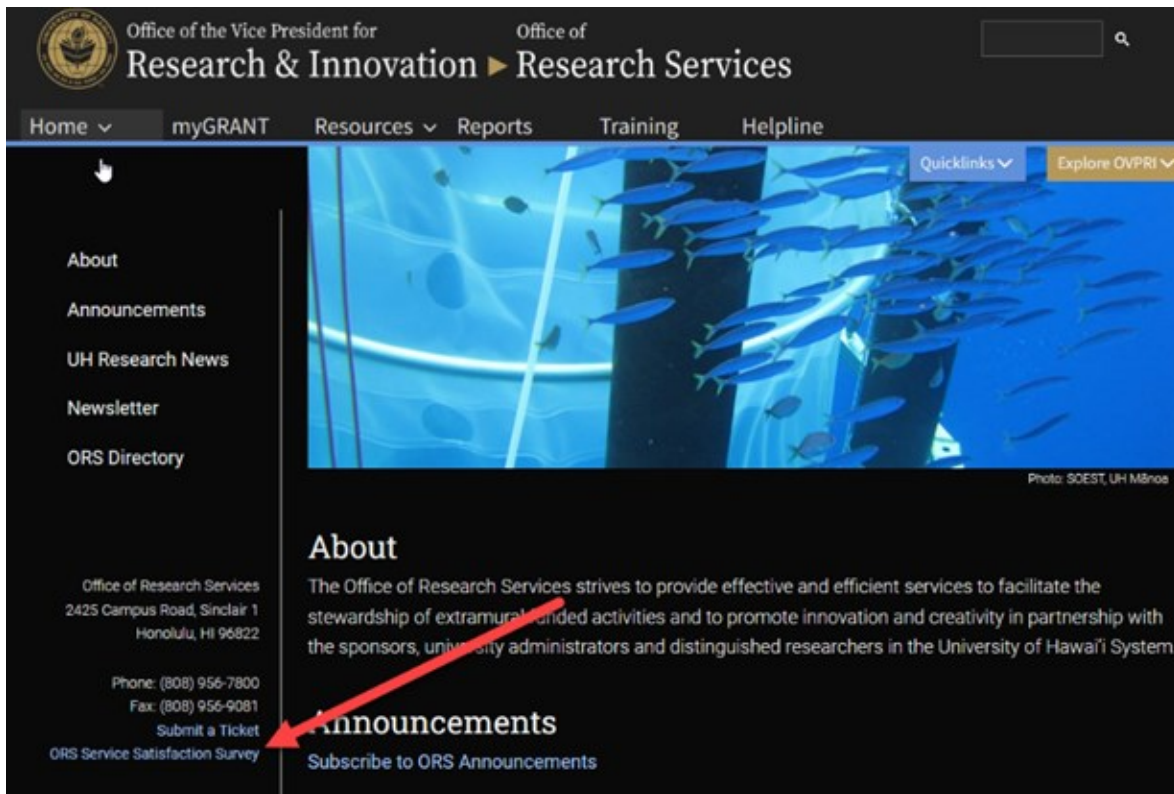 Office of the Vice President for
Research & Innovation ▸ Office of
Research Services
Home
myGRANT
Resources
Reports
Training
Helpline
Quicklinks
Explore OVPRI
About
Announcements
UH Research News
Newsletter
ORS Directory
Photo: SOEST, UH Mānoa
Office of Research Services
2425 Campus Road, Sinclair 1
Honolulu, HI 96822
Phone: (808) 956-7800
Fax: (808) 956-9081
Submit a Ticket
ORS Service Satisfaction Survey
About
The Office of Research Services strives to provide effective and efficient services to facilitate the
stewardship of extramural funded activities and to promote innovation and creativity in partnership with
the sponsors, university administrators and distinguished researchers in the University of Hawaiʻi System
Announcements
Subscribe to ORS Announcements